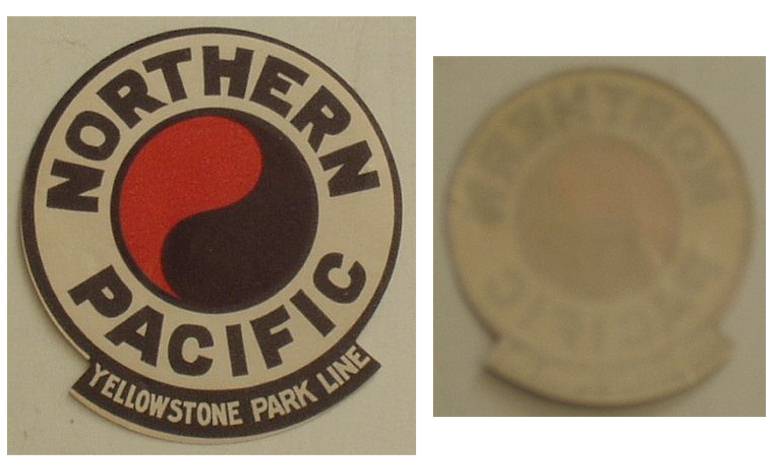 NORTHERN
PACIFIC
YELLOWSTONE PARK LINE